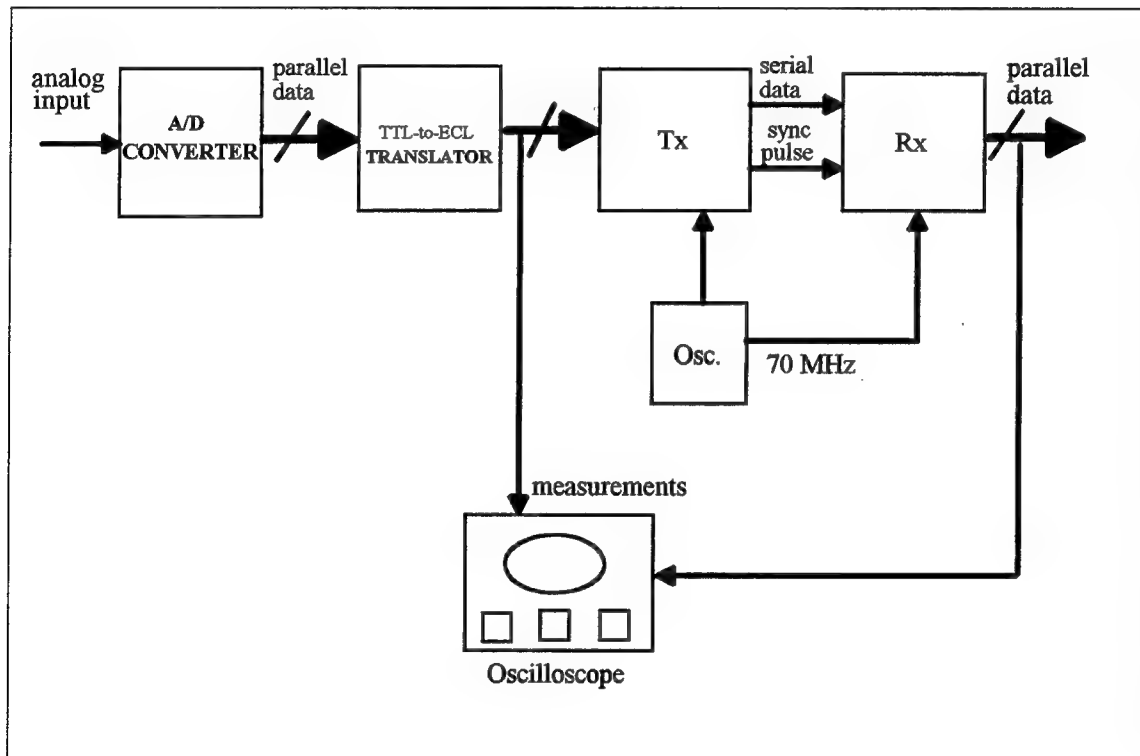 analog
input
A/D
CONVERTER
parallel
data
TTL-to-ECL
TRANSLATOR
Tx
serial
data
sync
pulse
Rx
parallel
data
Osc.
70 MHz
measurements
Oscilloscope